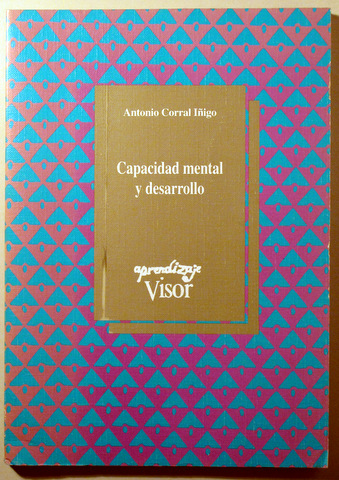 Antonio Corral Iñigo
Capacidad mental
y desarrollo
aprendizaje
Visor